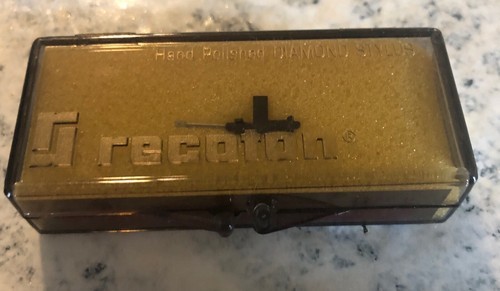 Hand Polished DIAMOND STYLUS
recoton ®